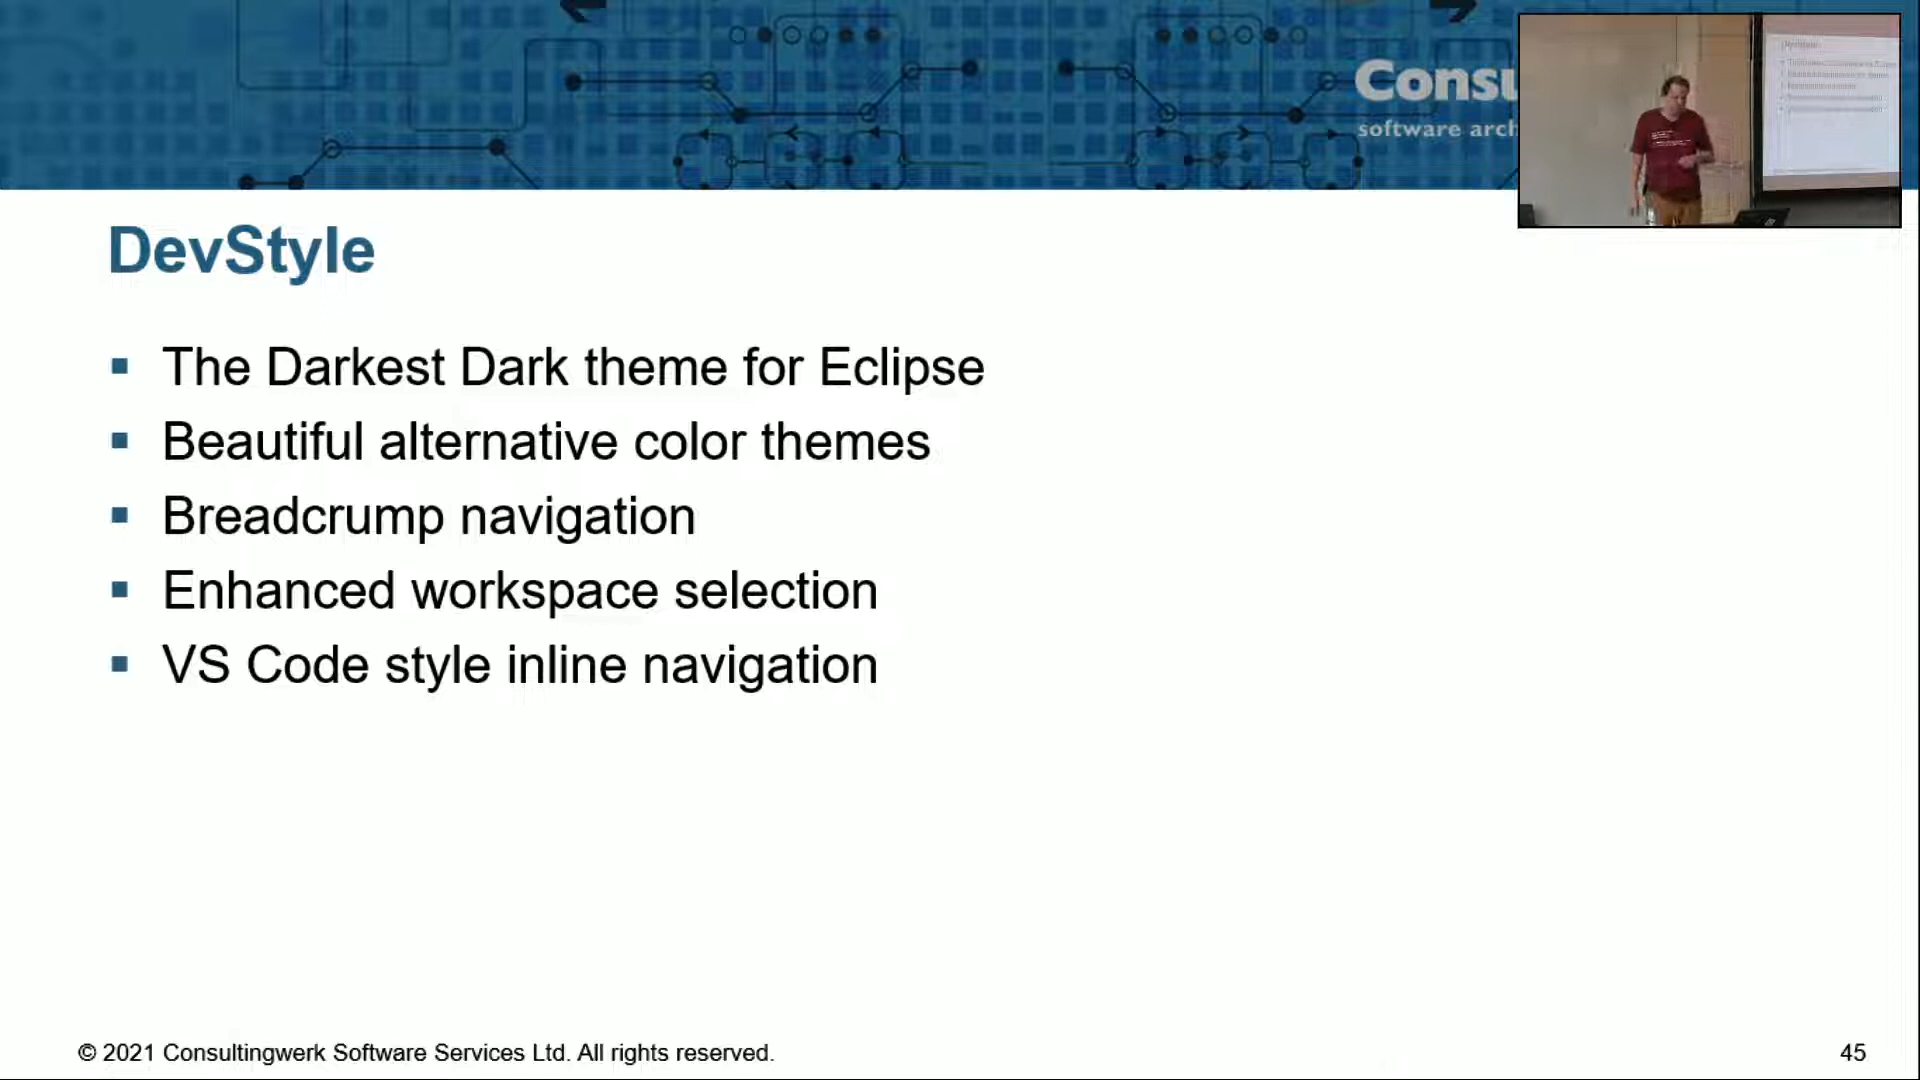 Consu
software arch
DevStyle
The Darkest Dark theme for Eclipse
Beautiful alternative color themes
Breadcrump navigation
Enhanced workspace selection
VS Code style inline navigation
© 2021 Consultingwerk Software Services Ltd. All rights reserved.
45